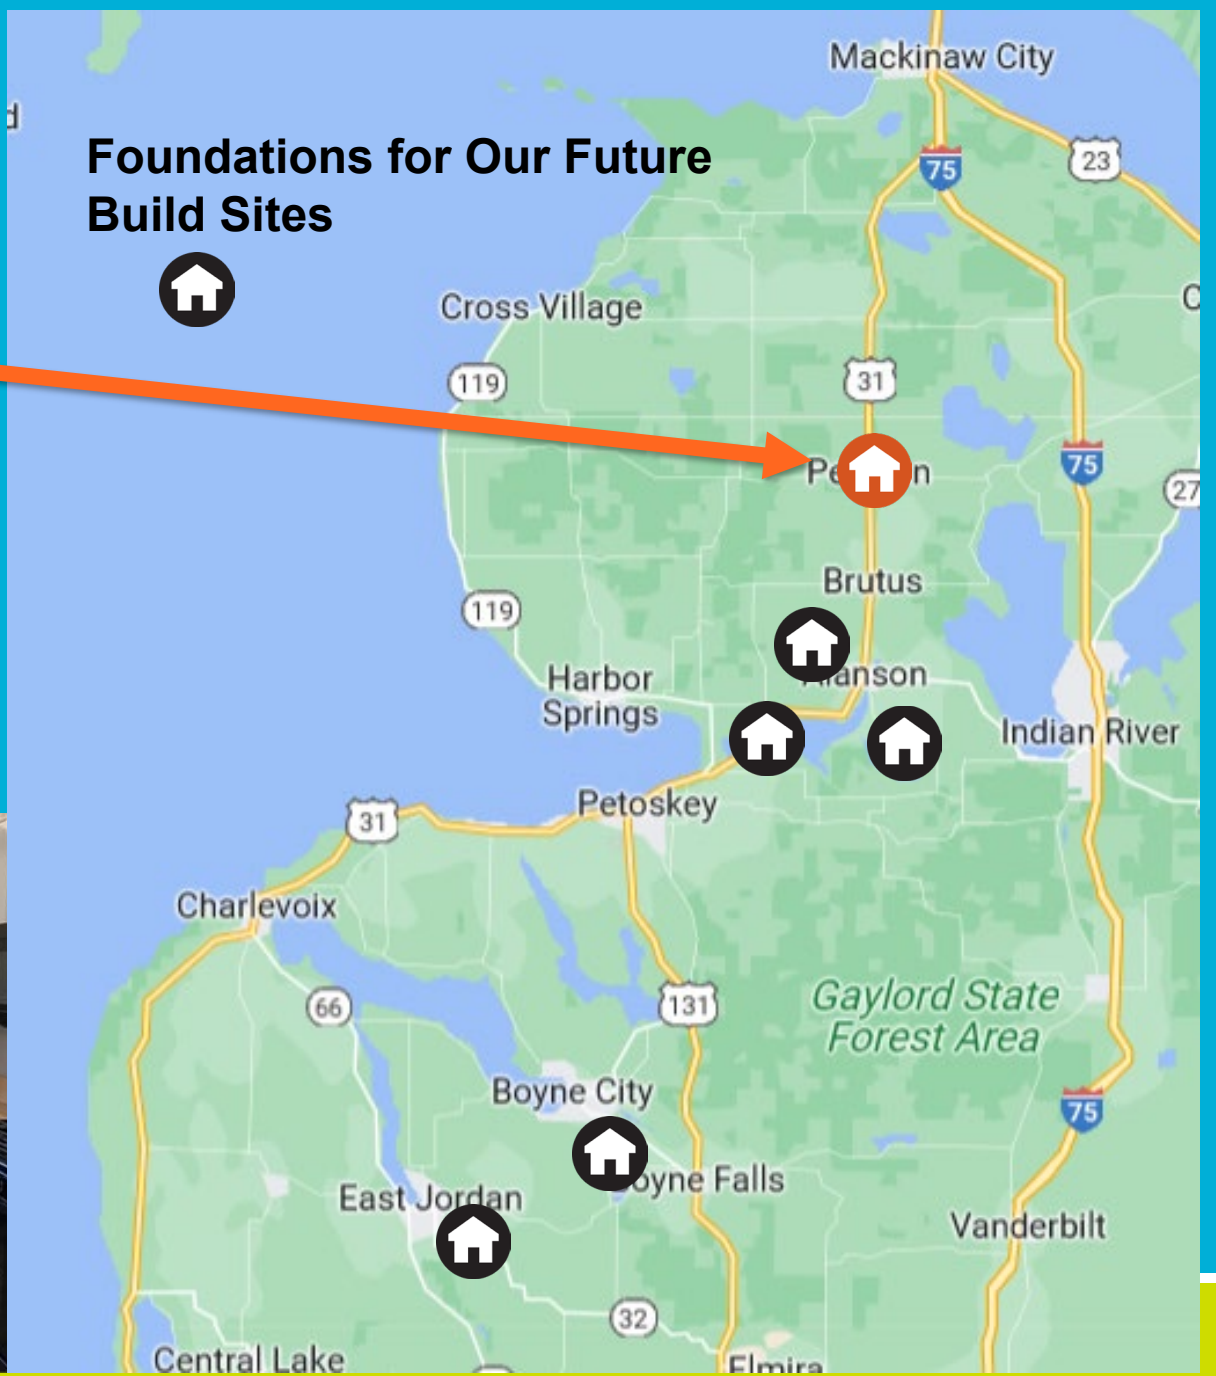 Mackinaw City
Foundations for Our Future
Build Sites
75
23
Cross Village
119
31
75
27
Brutus
119
Harbor
Springs
Indian River
Petoskey
31
Charlevoix
66
131
Gaylord State
Forest Area
Boyne City
75
East Jordan
Vanderbilt
32
Central Lake
Elmira